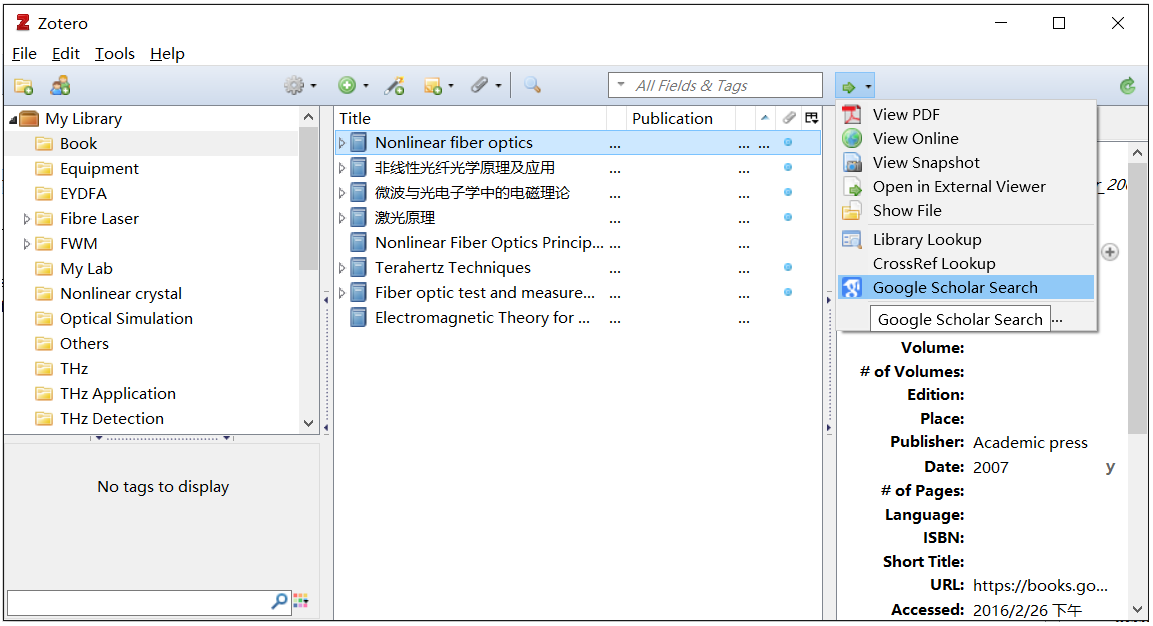 Zotero
File Edit Tools Help
All Fields & Tags
My Library
Book
Equipment
EYDFA
Fibre Laser
FWM
My Lab
Nonlinear crystal
Optical Simulation
Others
THz
THz Application
THz Detection
No tags to display
Title Publication
Nonlinear fiber optics ... ... ...
非线性光纤光学原理及应用 ... ...
微波与光电子学中的电磁理论 ... ...
激光原理 ... ...
Nonlinear Fiber Optics Princip... ... ...
Terahertz Techniques ... ...
Fiber optic test and measure... ... ...
Electromagnetic Theory for ... ... ...
View PDF
View Online
View Snapshot
Open in External Viewer
Show File
Library Lookup
CrossRef Lookup
Google Scholar Search
Google Scholar Search ...
Volume:
# of Volumes:
Edition:
Place:
Publisher: Academic press
Date: 2007 y
# of Pages:
Language:
ISBN:
Short Title:
URL: https://books.go...
Accessed: 2016/2/26 下午